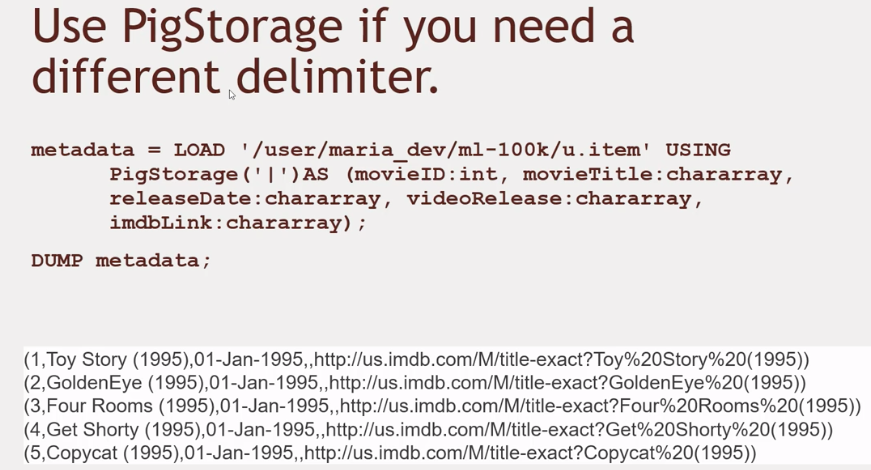 Use PigStorage if you need a
different delimiter.
metadata = LOAD '/user/maria_dev/ml-100k/u.item' USING
PigStorage('|')AS (movieID:int, movieTitle:chararray,
releaseDate:chararray, videoRelease:chararray,
imdbLink:chararray);
DUMP metadata;
(1,Toy Story (1995),01-Jan-1995,,http://us.imdb.com/M/title-exact?Toy%20Story%20(1995))
(2,GoldenEye (1995),01-Jan-1995,,http://us.imdb.com/M/title-exact?GoldenEye%20(1995))
(3,Four Rooms (1995),01-Jan-1995,,http://us.imdb.com/M/title-exact?Four%20Rooms%20(1995))
(4,Get Shorty (1995),01-Jan-1995,,http://us.imdb.com/M/title-exact?Get%20Shorty%20(1995))
(5,Copycat (1995),01-Jan-1995,,http://us.imdb.com/M/title-exact?Copycat%20(1995))